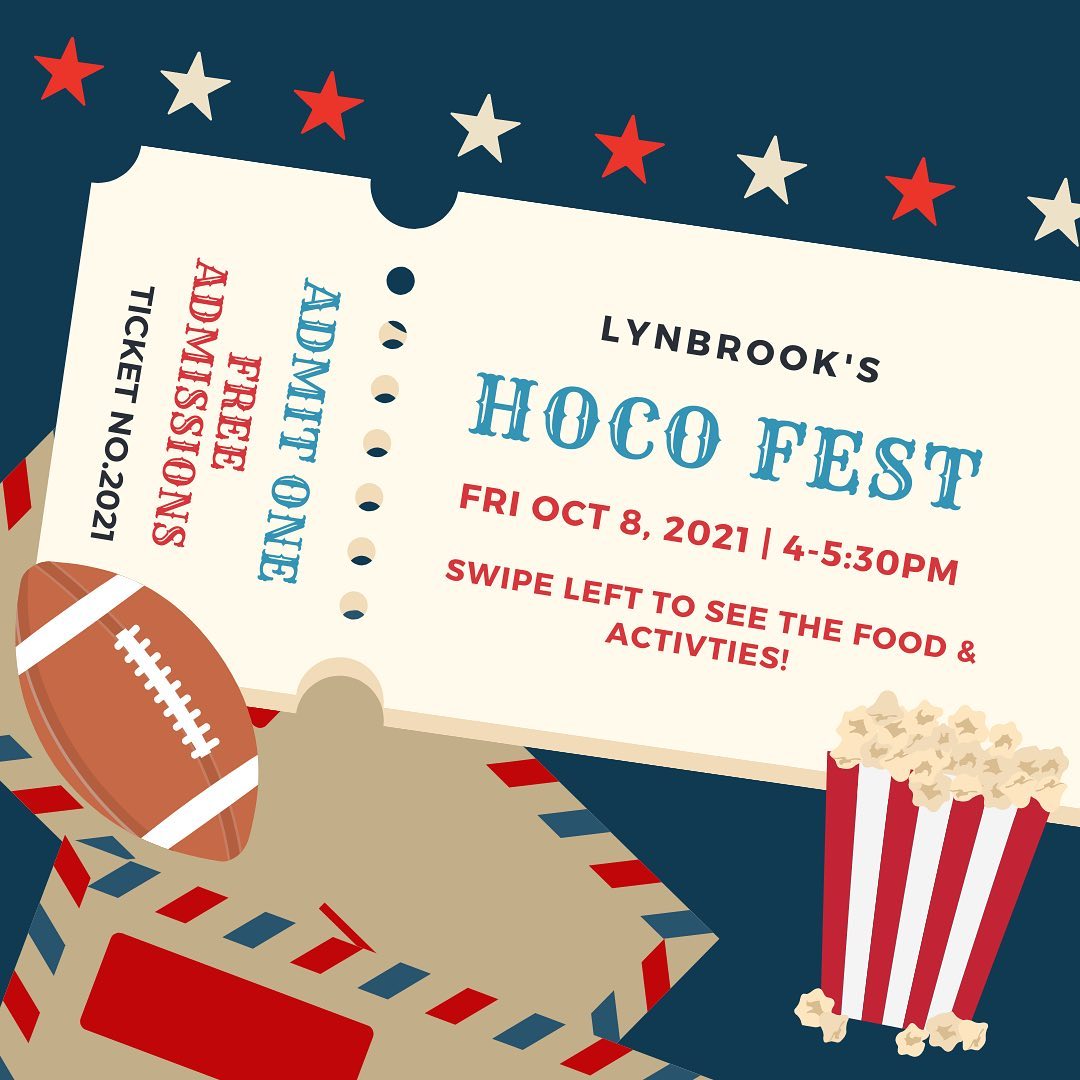 TICKET NO.2021
FREE
ADMISSIONS
ADMIT ONE
LYNBROOK'S
HOCO FEST
FRI OCT 8, 2021 | 4-5:30PM
SWIPE LEFT TO SEE THE FOOD &
ACTIVTIES!